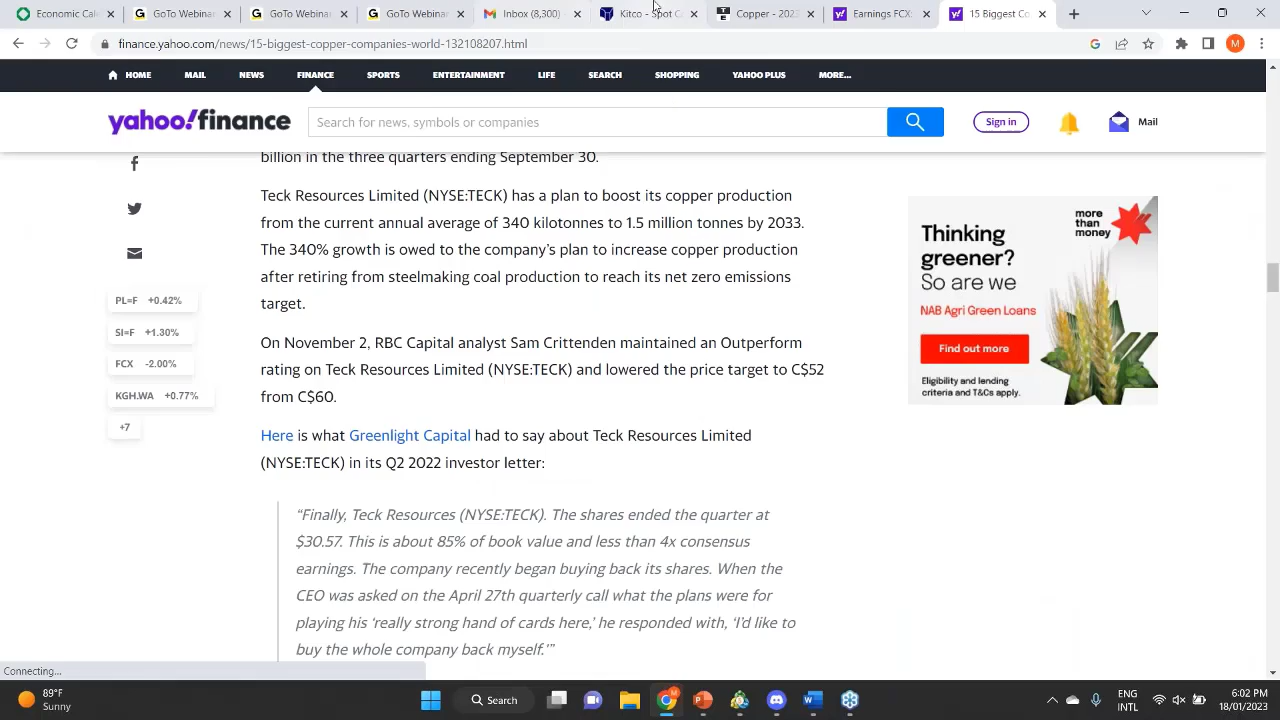 GoTo Webinar
GoTo Webinar
GoTo Webinar
Inbox (8,300)
Kitco - Spot G
Copper - 2023
Earnings FCX:
15 Biggest Co
finance.yahoo.com/news/15-biggest-copper-companies-world-132108207.html
M
HOME MAIL NEWS FINANCE SPORTS ENTERTAINMENT LIFE SEARCH SHOPPING YAHOO PLUS MORE...
yahoo!finance
Search for news, symbols or companies
Sign in
Mail
billion in the three quarters ending September 30.
Teck Resources Limited (NYSE:TECK) has a plan to boost its copper production
from the current annual average of 340 kilotonnes to 1.5 million tonnes by 2033.
The 340% growth is owed to the company's plan to increase copper production
after retiring from steelmaking coal production to reach its net zero emissions
target.
On November 2, RBC Capital analyst Sam Crittenden maintained an Outperform
rating on Teck Resources Limited (NYSE:TECK) and lowered the price target to C$52
from C$60.
Here is what Greenlight Capital had to say about Teck Resources Limited
(NYSE:TECK) in its Q2 2022 investor letter:
“Finally, Teck Resources (NYSE:TECK). The shares ended the quarter at
$30.57. This is about 85% of book value and less than 4x consensus
earnings. The company recently began buying back its shares. When the
CEO was asked on the April 27th quarterly call what the plans were for
playing his ‘really strong hand of cards here,’ he responded with, ‘I’d like to
buy the whole company back myself.’”
PL=F +0.42%
SI=F +1.30%
FCX -2.00%
KGH.WA +0.77%
+7
more
than
money
Thinking
greener?
So are we
NAB Agri Green Loans
Find out more
Eligibility and lending
criteria and T&Cs apply.
Connecting...
89°F
Sunny
Search
M
ENG
INTL
6:02 PM
18/01/2023